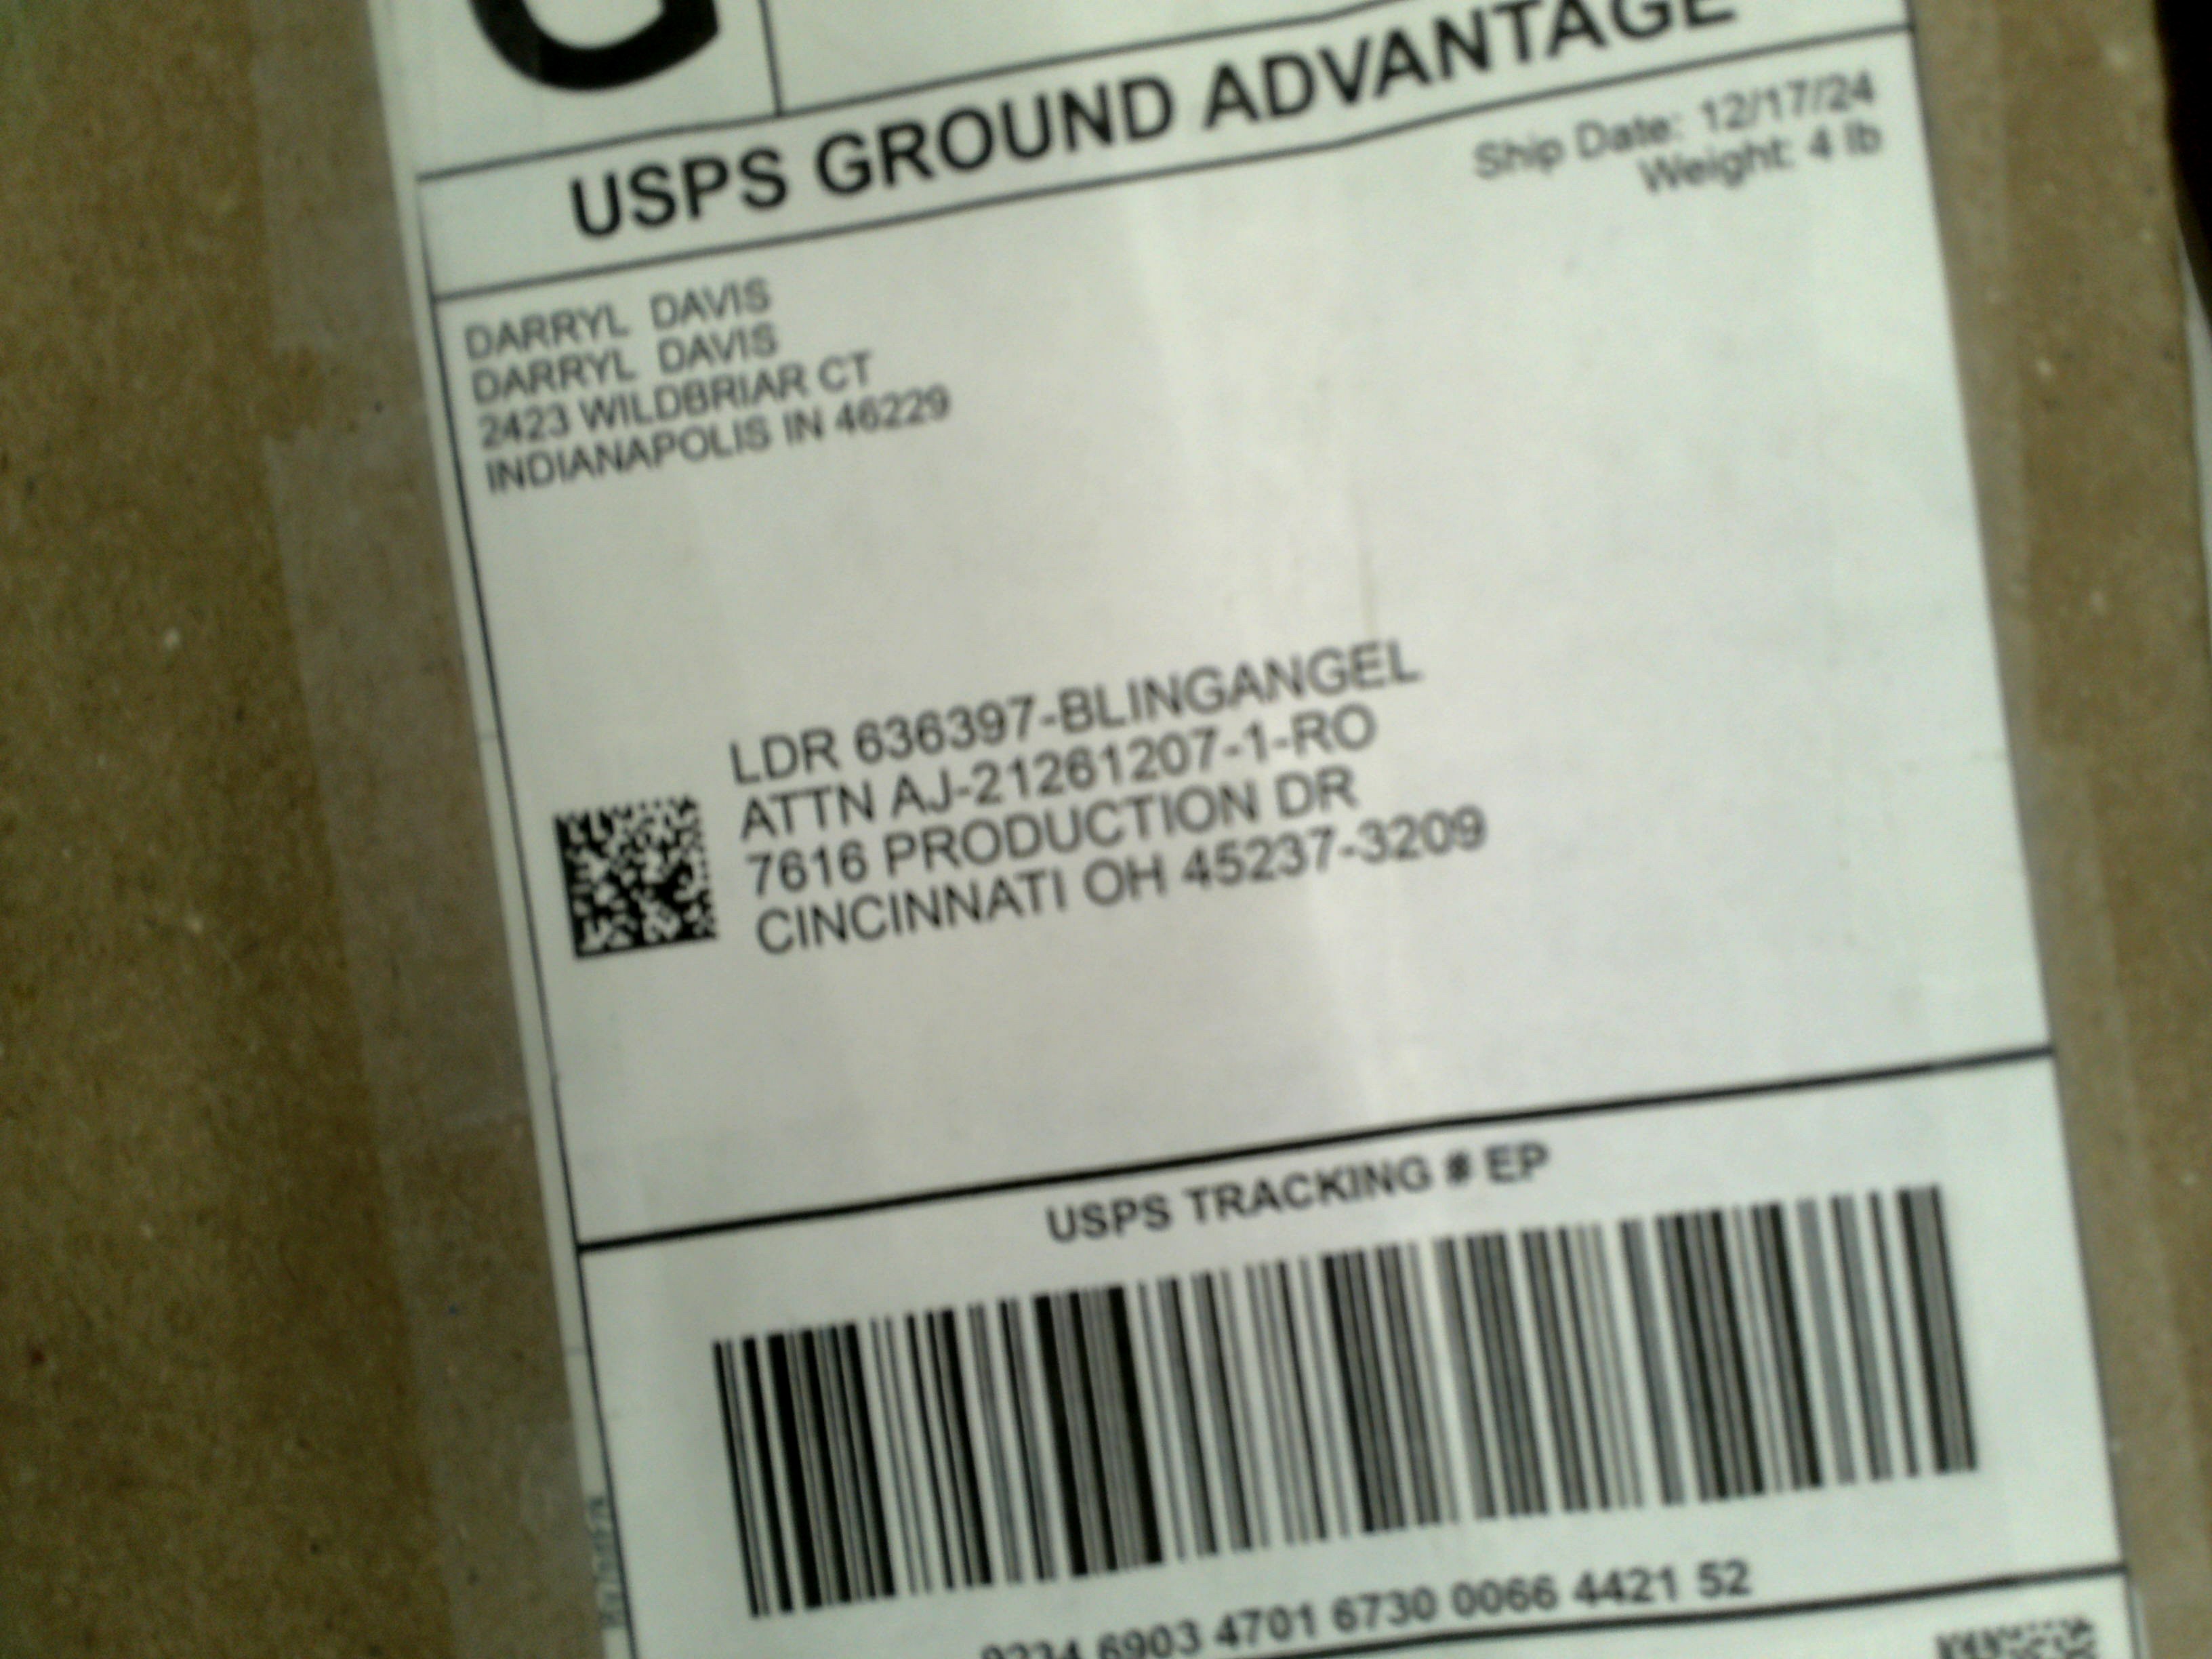 USPS GROUND ADVANTAGE
Ship Date: 12/17/24
Weight: 4 lb
DARRYL DAVIS
DARRYL DAVIS
2423 WILDBRIAR CT
INDIANAPOLIS IN 46229
LDR 636397-BLINGANGEL
ATTN AJ-21261207-1-RO
7616 PRODUCTION DR
CINCINNATI OH 45237-3209
USPS TRACKING # EP
6903 4701 6730 0066 4421 52